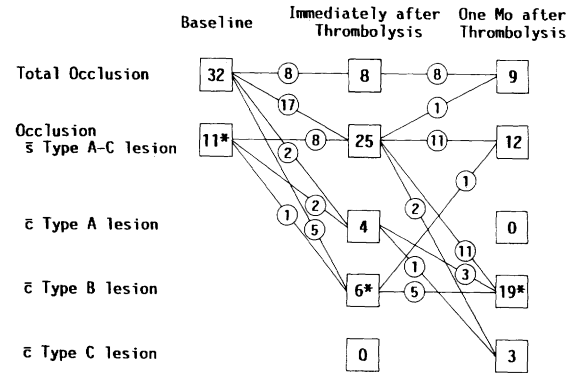 Baseline
Immediately after
Thrombolysis
One Mo after
Thrombolysis
Total Occlusion 32 8 8 8 9
17 1
Occlusion
s̄ Type A-C lesion 11* 8 25 11 12
2 1
c̄ Type A lesion 2 4 2 0
1 5 11
1 3
c̄ Type B lesion 6* 5 19*
c̄ Type C lesion 0 3